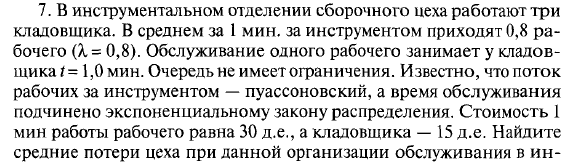 7. В инструментальном отделении сборочного цеха работают три
кладовщика. В среднем за 1 мин. за инструментом приходят 0,8 ра-
бочего (λ = 0,8). Обслуживание одного рабочего занимает у кладов-
щика t = 1,0 мин. Очередь не имеет ограничения. Известно, что поток
рабочих за инструментом — пуассоновский, а время обслуживания
подчинено экспоненциальному закону распределения. Стоимость 1
мин работы рабочего равна 30 д.е., а кладовщика — 15 д.е. Найдите
средние потери цеха при данной организации обслуживания в ин-